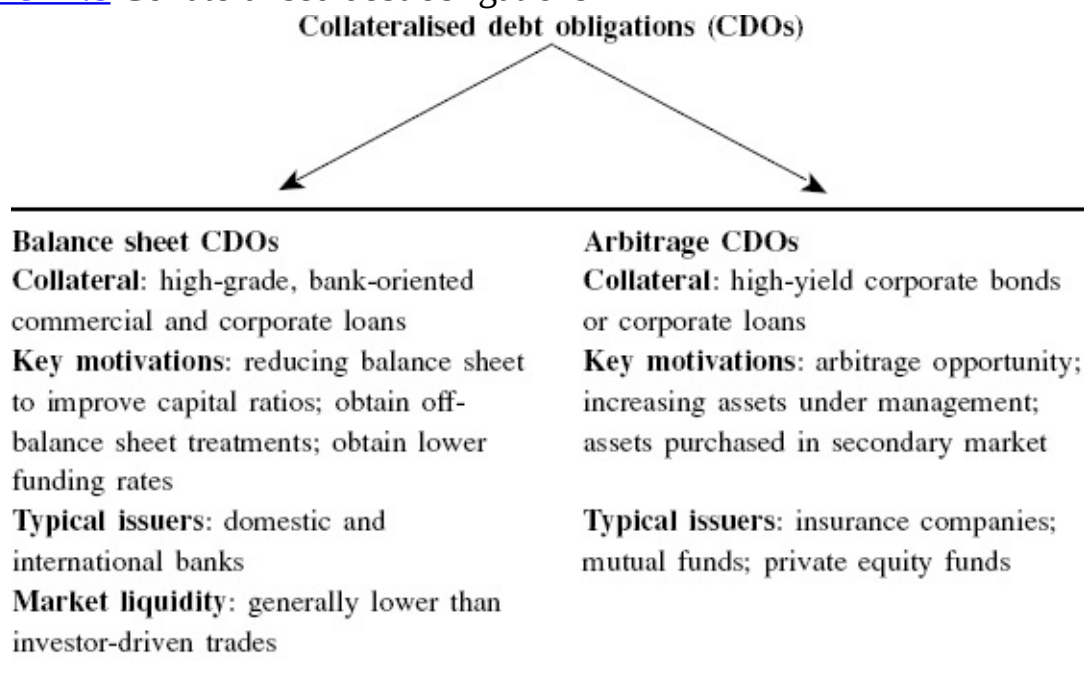 Collateralised debt obligations (CDOs)
Balance sheet CDOs
Collateral: high-grade, bank-oriented
commercial and corporate loans
Key motivations: reducing balance sheet
to improve capital ratios; obtain off-
balance sheet treatments; obtain lower
funding rates
Typical issuers: domestic and
international banks
Market liquidity: generally lower than
investor-driven trades
Arbitrage CDOs
Collateral: high-yield corporate bonds
or corporate loans
Key motivations: arbitrage opportunity;
increasing assets under management;
assets purchased in secondary market
Typical issuers: insurance companies;
mutual funds; private equity funds